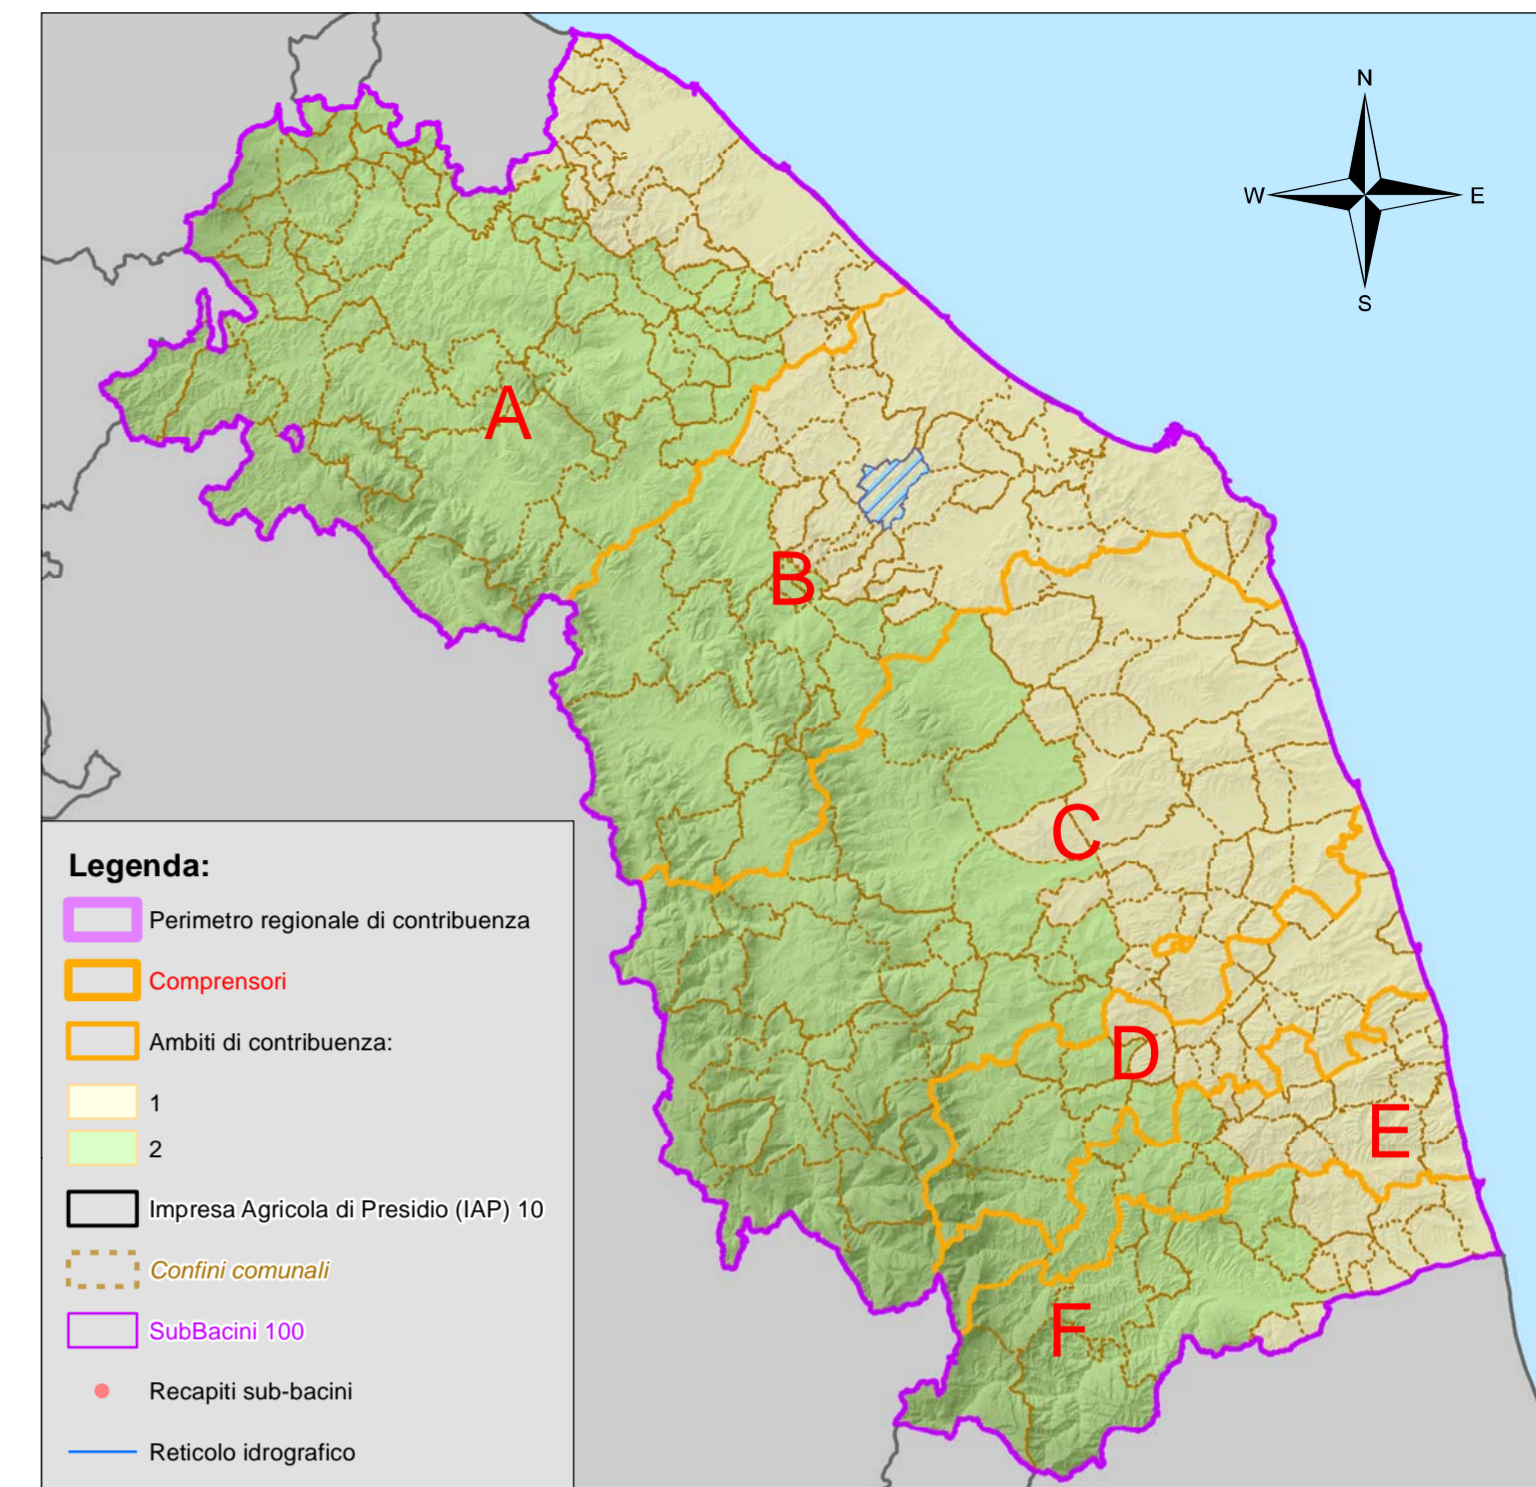 N
W E
S
A
B
C
D
E
F
Legenda:
Perimetro regionale di contribuenza
Comprensori
Ambiti di contribuenza:
1
2
Impresa Agricola di Presidio (IAP) 10
Confini comunali
SubBacini 100
Recapiti sub-bacini
Reticolo idrografico